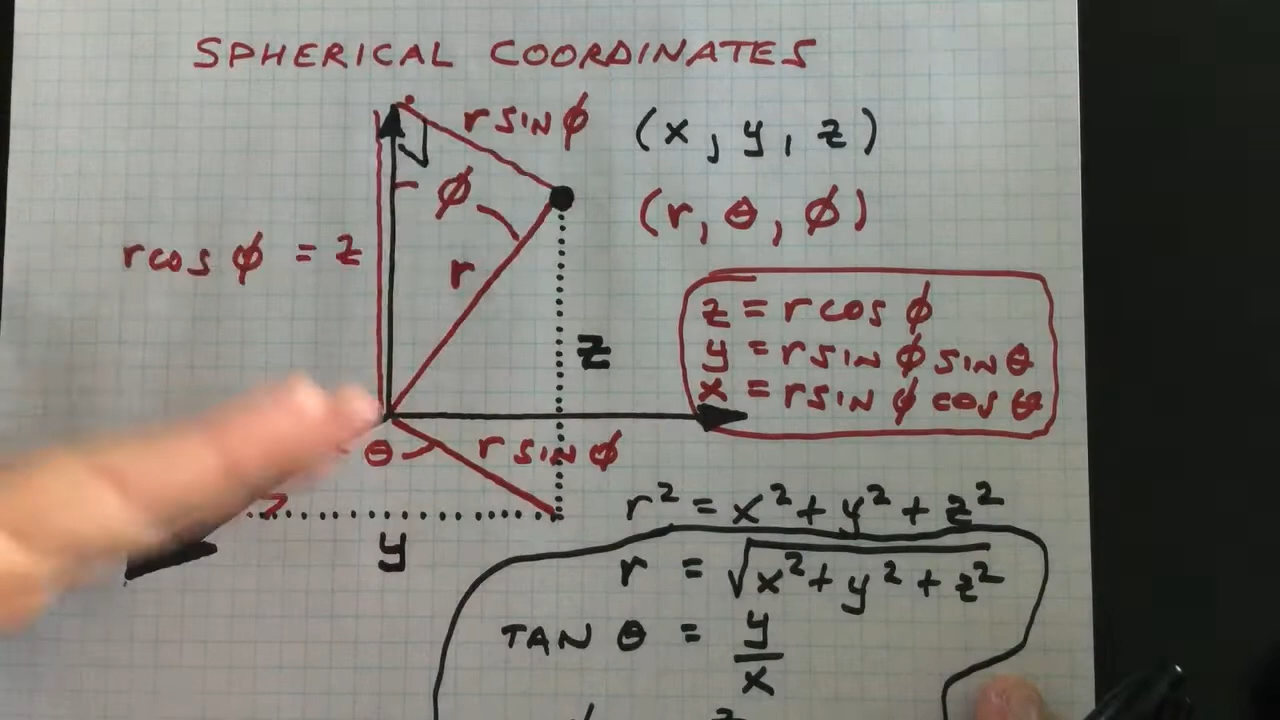 SPHERICAL COORDINATES
r sin ϕ
(x, y, z)
ϕ
(r, θ, ϕ)
r cos ϕ = z
r
z = r cos ϕ
y = r sin ϕ sin θ
x = r sin ϕ cos θ
z
θ
r sin ϕ
y
r² = x² + y² + z²
r = √x² + y² + z²
TAN θ = y/x